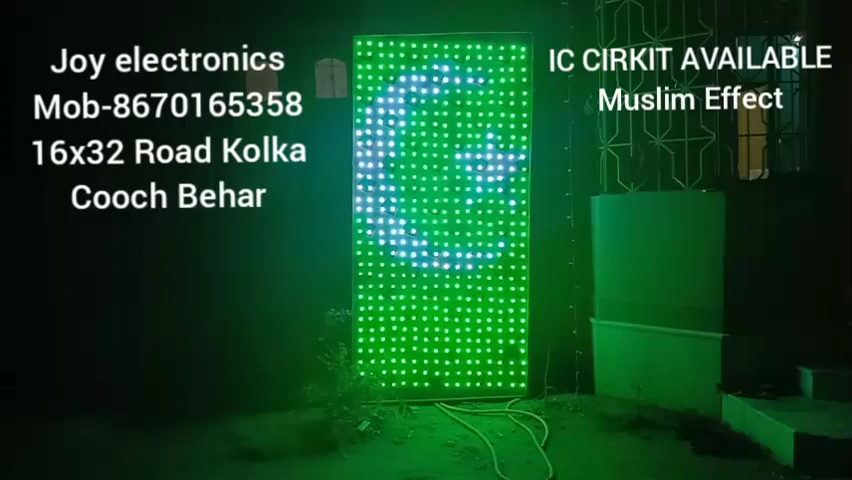 Joy electronics
Mob-8670165358
16x32 Road Kolka
Cooch Behar
IC CIRKIT AVAILABLE
Muslim Effect